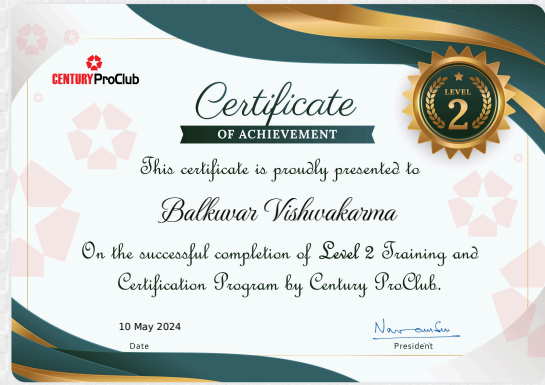 CENTURY ProClub
Certificate
OF ACHIEVEMENT
LEVEL
2
This certificate is proudly presented to
Balkuwar Vishwakarma
On the successful completion of Level 2 Training and
Certification Program by Century ProClub.
10 May 2024
Date
President